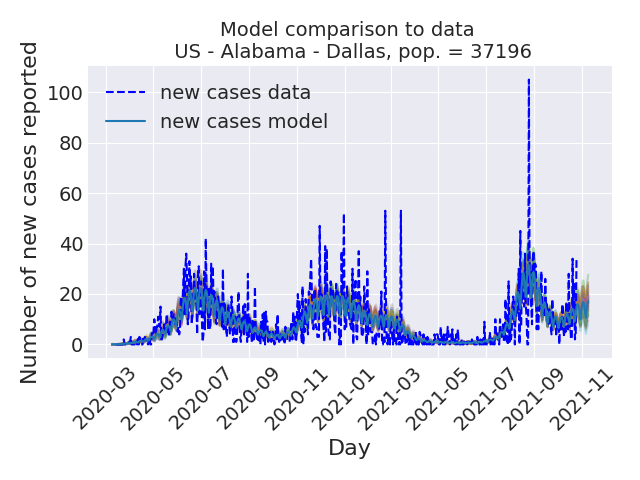 Model comparison to data
US - Alabama - Dallas, pop. = 37196
Number of new cases reported
new cases data
new cases model
100
80
60
40
20
0
2020-03
2020-05
2020-07
2020-09
2020-11
2021-01
2021-03
2021-05
2021-07
2021-09
2021-11
Day